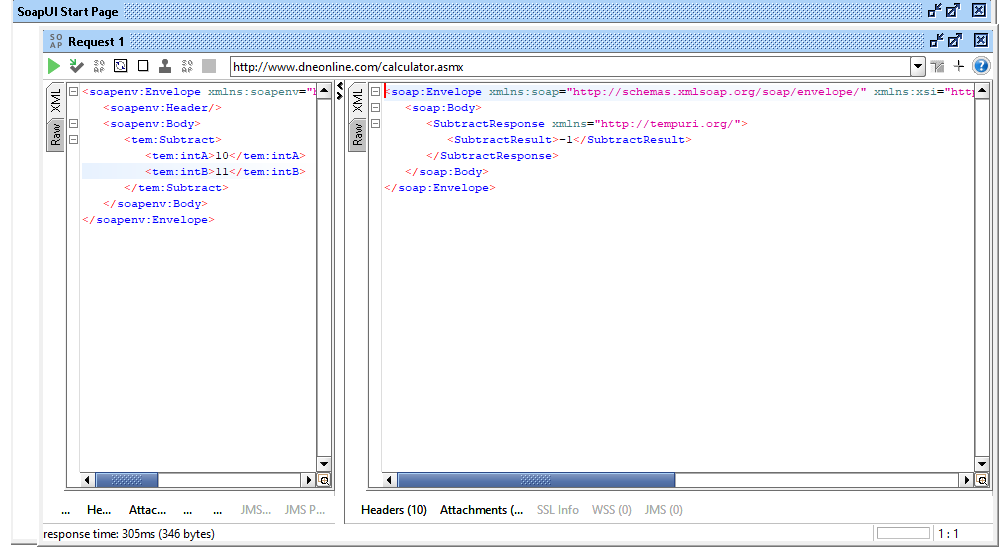 SoapUI Start Page
SO AP Request 1
SO AP SO AP http://www.dneonline.com/calculator.asmx
XML
Raw
<soapenv:Envelope xmlns:soapenv="h
<soapenv:Header/>
<soapenv:Body>
<tem:Subtract>
<tem:intA>10</tem:intA>
<tem:intB>11</tem:intB>
</tem:Subtract>
</soapenv:Body>
</soapenv:Envelope>
XML
Raw
<soap:Envelope xmlns:soap="http://schemas.xmlsoap.org/soap/envelope/" xmlns:xsi="http
<soap:Body>
<SubtractResponse xmlns="http://tempuri.org/">
<SubtractResult>-1</SubtractResult>
</SubtractResponse>
</soap:Body>
</soap:Envelope>
... He... Attac... ... ... JMS... JMS P...
Headers (10) Attachments (... SSL Info WSS (0) JMS (0)
response time: 305ms (346 bytes)
1 : 1